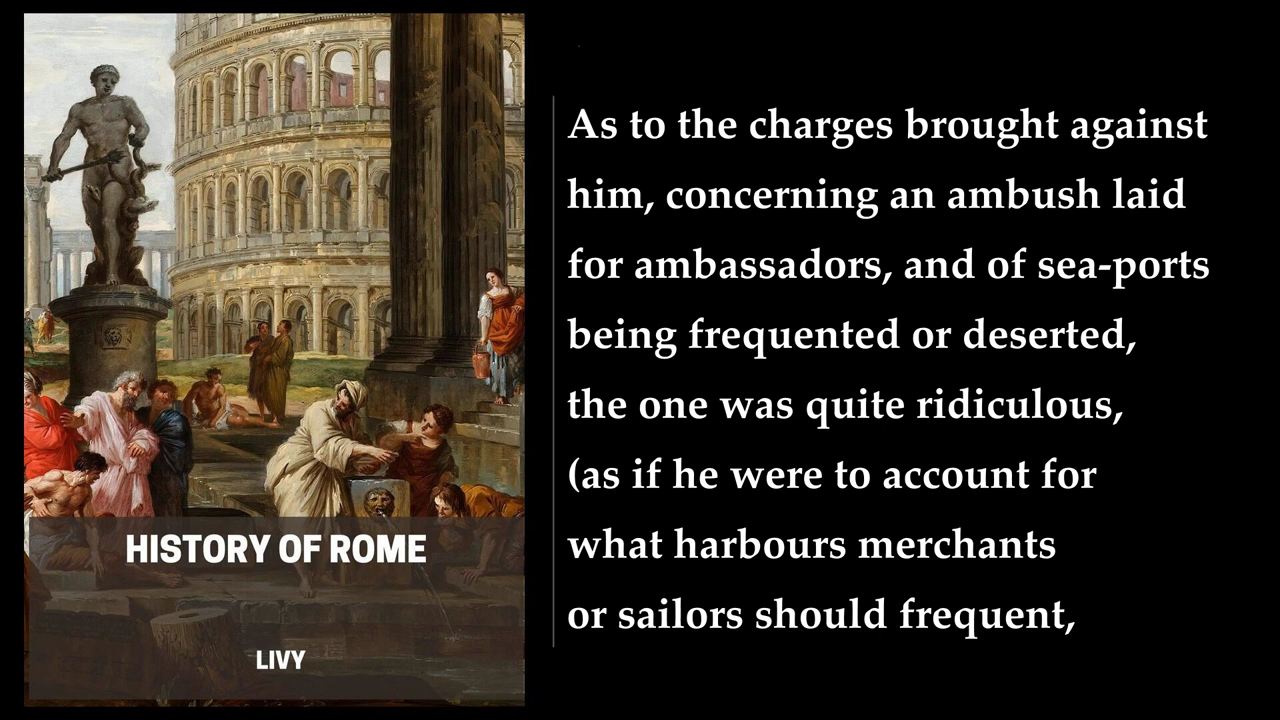 HISTORY OF ROME
LIVY
As to the charges brought against
him, concerning an ambush laid
for ambassadors, and of sea-ports
being frequented or deserted,
the one was quite ridiculous,
(as if he were to account for
what harbours merchants
or sailors should frequent,